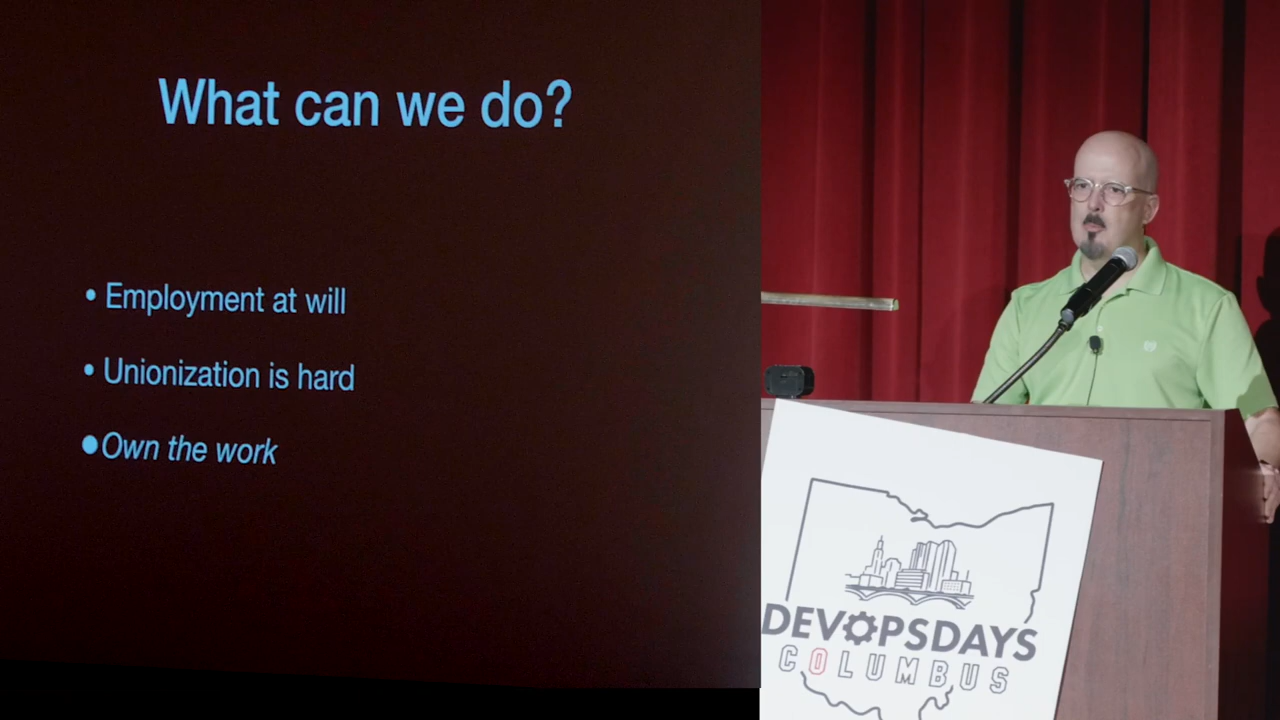 What can we do?
• Employment at will
• Unionization is hard
• Own the work
DEVOPSDAYS
COLUMBUS